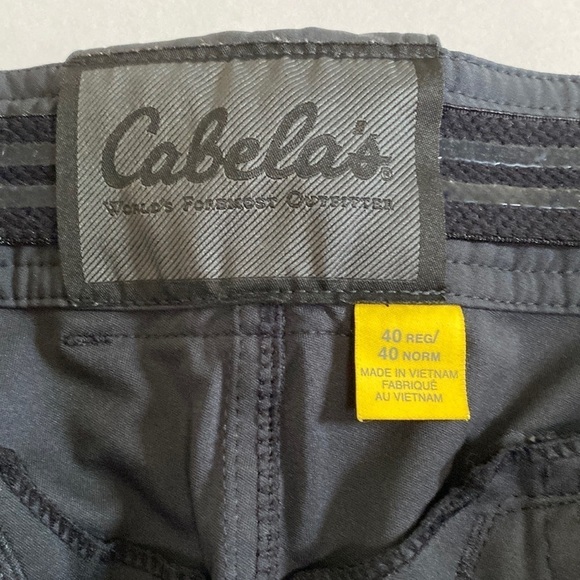 Cabela's®
WORLD'S FOREMOST OUTFITTER
40 REG/
40 NORM
MADE IN VIETNAM
FABRIQUÉ
AU VIETNAM